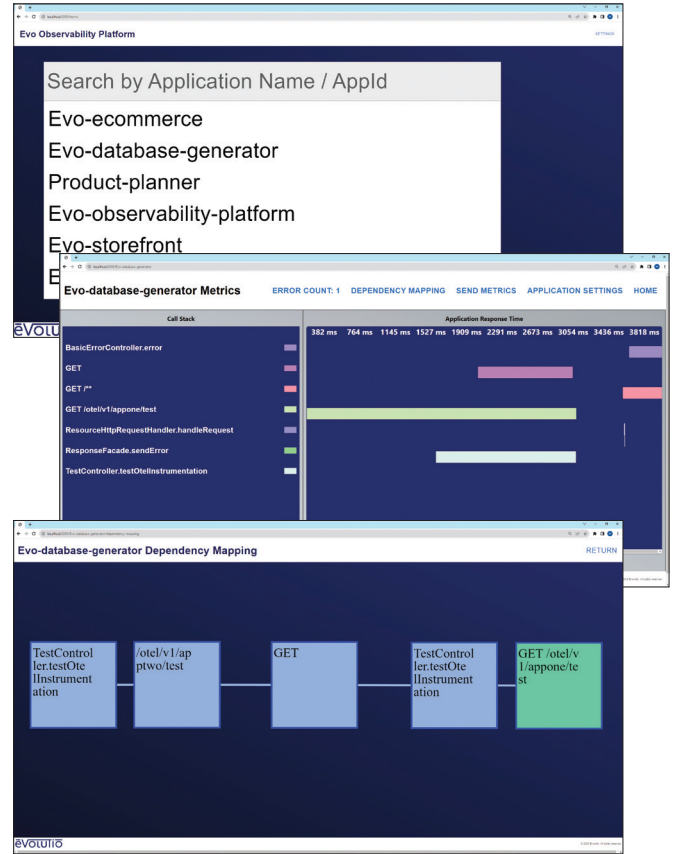 Evo Observability Platform
SETTINGS
Search by Application Name / AppId
Evo-ecommerce
Evo-database-generator
Product-planner
Evo-observability-platform
Evo-storefront
E
ēVOLUTIO
Evo-database-generator Metrics
ERROR COUNT: 1 DEPENDENCY MAPPING SEND METRICS APPLICATION SETTINGS HOME
Call Stack
Application Response Time
382 ms 764 ms 1145 ms 1527 ms 1909 ms 2291 ms 2673 ms 3054 ms 3436 ms 3818 ms
BasicErrorController.error
GET
GET /**
GET /otel/v1/appone/test
ResourceHttpRequestHandler.handleRequest
ResponseFacade.sendError
TestController.testOtelInstrumentation
Evo-database-generator Dependency Mapping
RETURN
TestControl
ler.testOte
lInstrument
ation
/otel/v1/ap
ptwo/test
GET
TestControl
ler.testOte
lInstrument
ation
GET /otel/v
1/appone/te
st
ēVOLUTIO